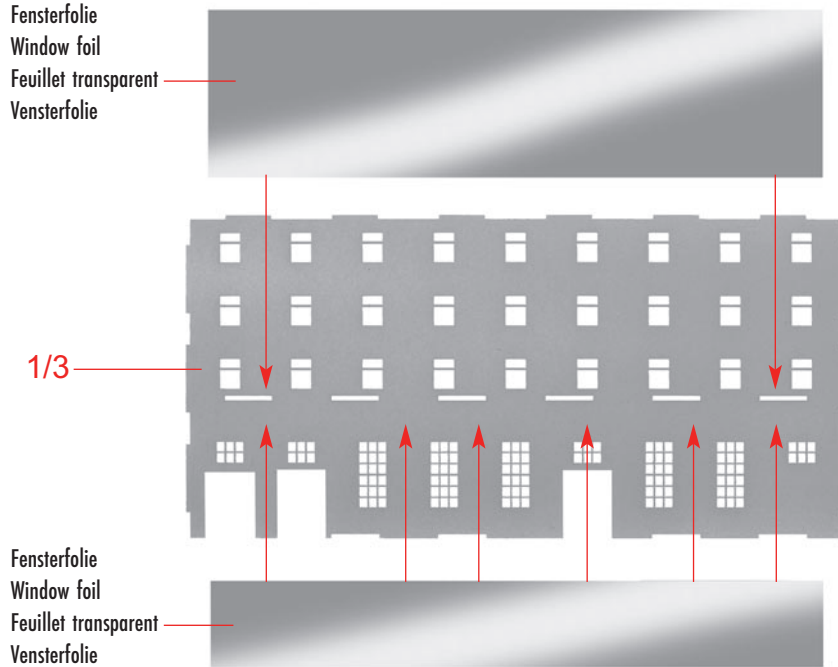 Fensterfolie
Window foil
Feuillet transparent
Vensterfolie
1/3
Fensterfolie
Window foil
Feuillet transparent
Vensterfolie